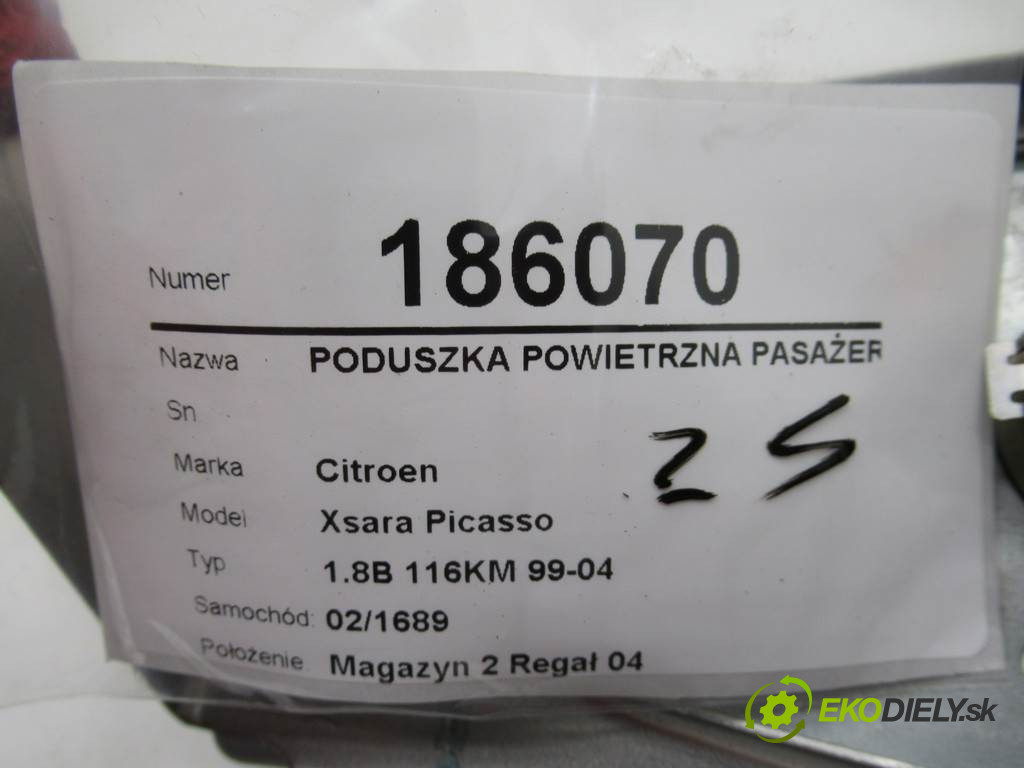 Numer 186070
Nazwa PODUSZKA POWIETRZNA PASAŻER
Sn
Marka Citroen
25
Model Xsara Picasso
Typ 1.8B 116KM 99-04
Samochód: 02/1689
Położenie Magazyn 2 Regał 04
EKODIELY.sk